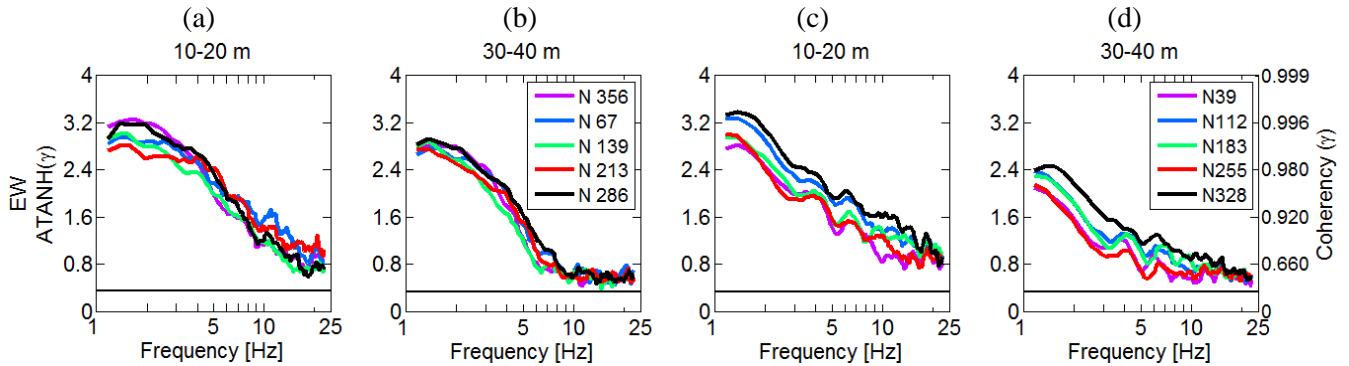 (a) (b) (c) (d)
10-20 m 30-40 m 10-20 m 30-40 m
EW
ATANH(γ)
4
3.2
2.4
1.6
0.8
0
1 5 10 25
Frequency [Hz]
4
3.2
2.4
1.6
0.8
0
N 356
N 67
N 139
N 213
N 286
1 5 10 25
Frequency [Hz]
4
3.2
2.4
1.6
0.8
0
1 5 10 25
Frequency [Hz]
4
3.2
2.4
1.6
0.8
0
N39
N112
N183
N255
N328
1 5 10 25
Frequency [Hz]
0.999
0.996
0.980
0.920
0.660
0
Coherency (γ)